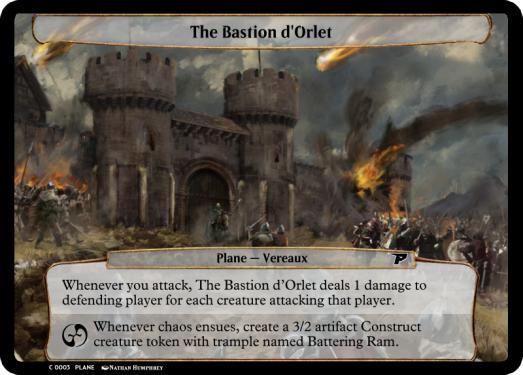 The Bastion d'Orlet
Plane — Vereaux
Whenever you attack, The Bastion d'Orlet deals 1 damage to
defending player for each creature attacking that player.
Whenever chaos ensues, create a 3/2 artifact Construct
creature token with trample named Battering Ram.
C 0003 PLANE Nathan Humphrey